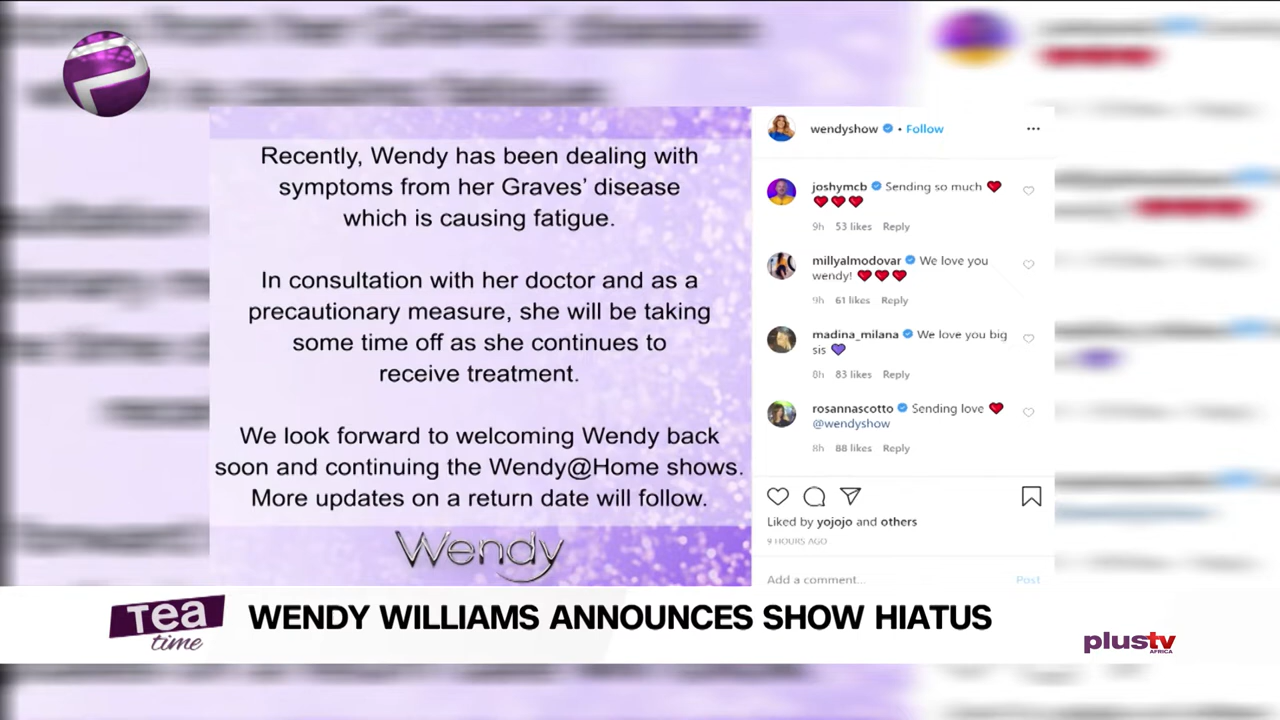 Recently, Wendy has been dealing with
symptoms from her Graves’ disease
which is causing fatigue.
In consultation with her doctor and as a
precautionary measure, she will be taking
some time off as she continues to
receive treatment.
We look forward to welcoming Wendy back
soon and continuing the Wendy@Home shows.
More updates on a return date will follow.
Wendy
wendyshow • Follow
joshymcb Sending so much ❤
❤❤❤
9h 53 likes Reply
millyalmodovar We love you
wendy! ❤❤❤
9h 61 likes Reply
madina_milana We love you big
sis 💜
8h 83 likes Reply
rosannascotto Sending love ❤
@wendyshow
8h 88 likes Reply
Liked by yojojo and others
9 HOURS AGO
Add a comment... Post
Tea
time
WENDY WILLIAMS ANNOUNCES SHOW HIATUS
plustv
AFRICA